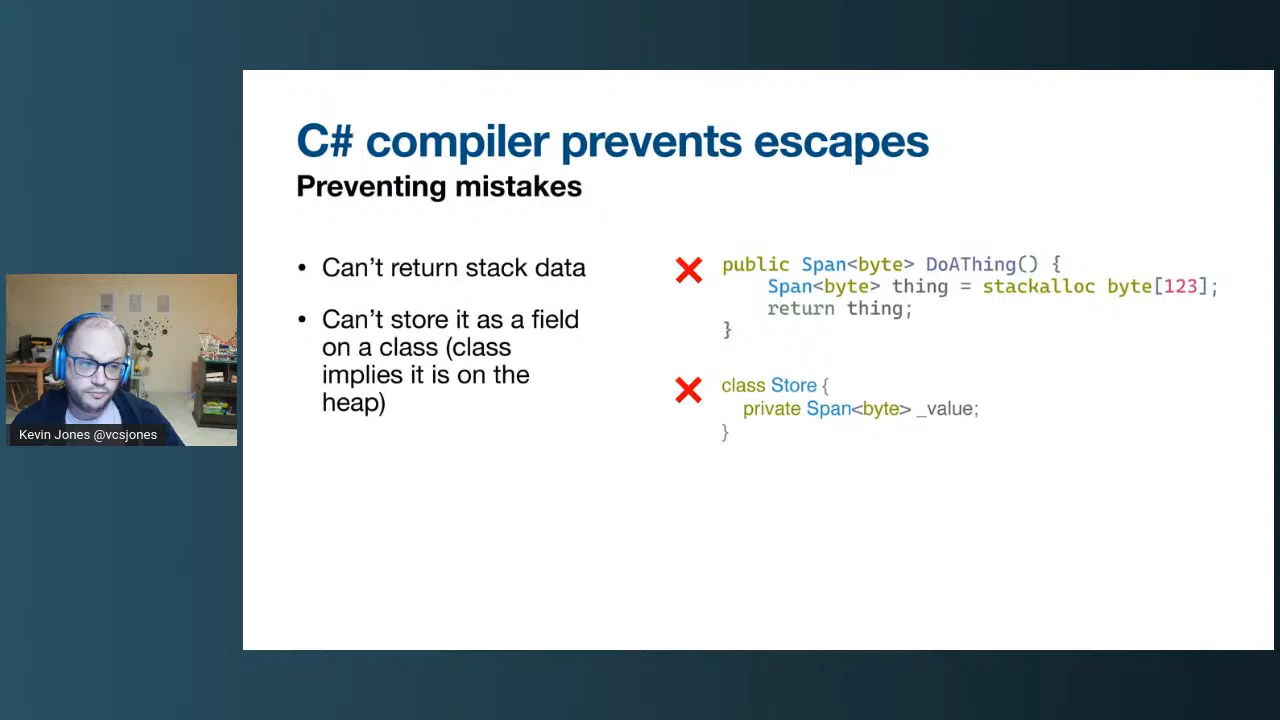 C# compiler prevents escapes
Preventing mistakes
• Can’t return stack data
• Can’t store it as a field
on a class (class
implies it is on the
heap)
❌ public Span<byte> DoAThing() {
Span<byte> thing = stackalloc byte[123];
return thing;
}
❌ class Store {
private Span<byte> _value;
}
Kevin Jones @vcsjones